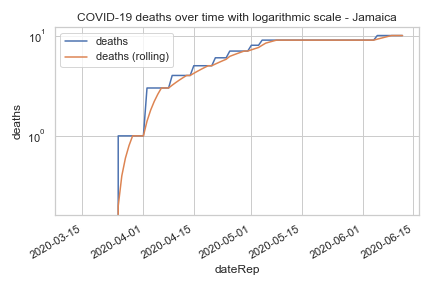 COVID-19 deaths over time with logarithmic scale - Jamaica
deaths
deaths (rolling)
10¹
10⁰
deaths
2020-03-15
2020-04-01
2020-04-15
2020-05-01
2020-05-15
2020-06-01
2020-06-15
dateRep